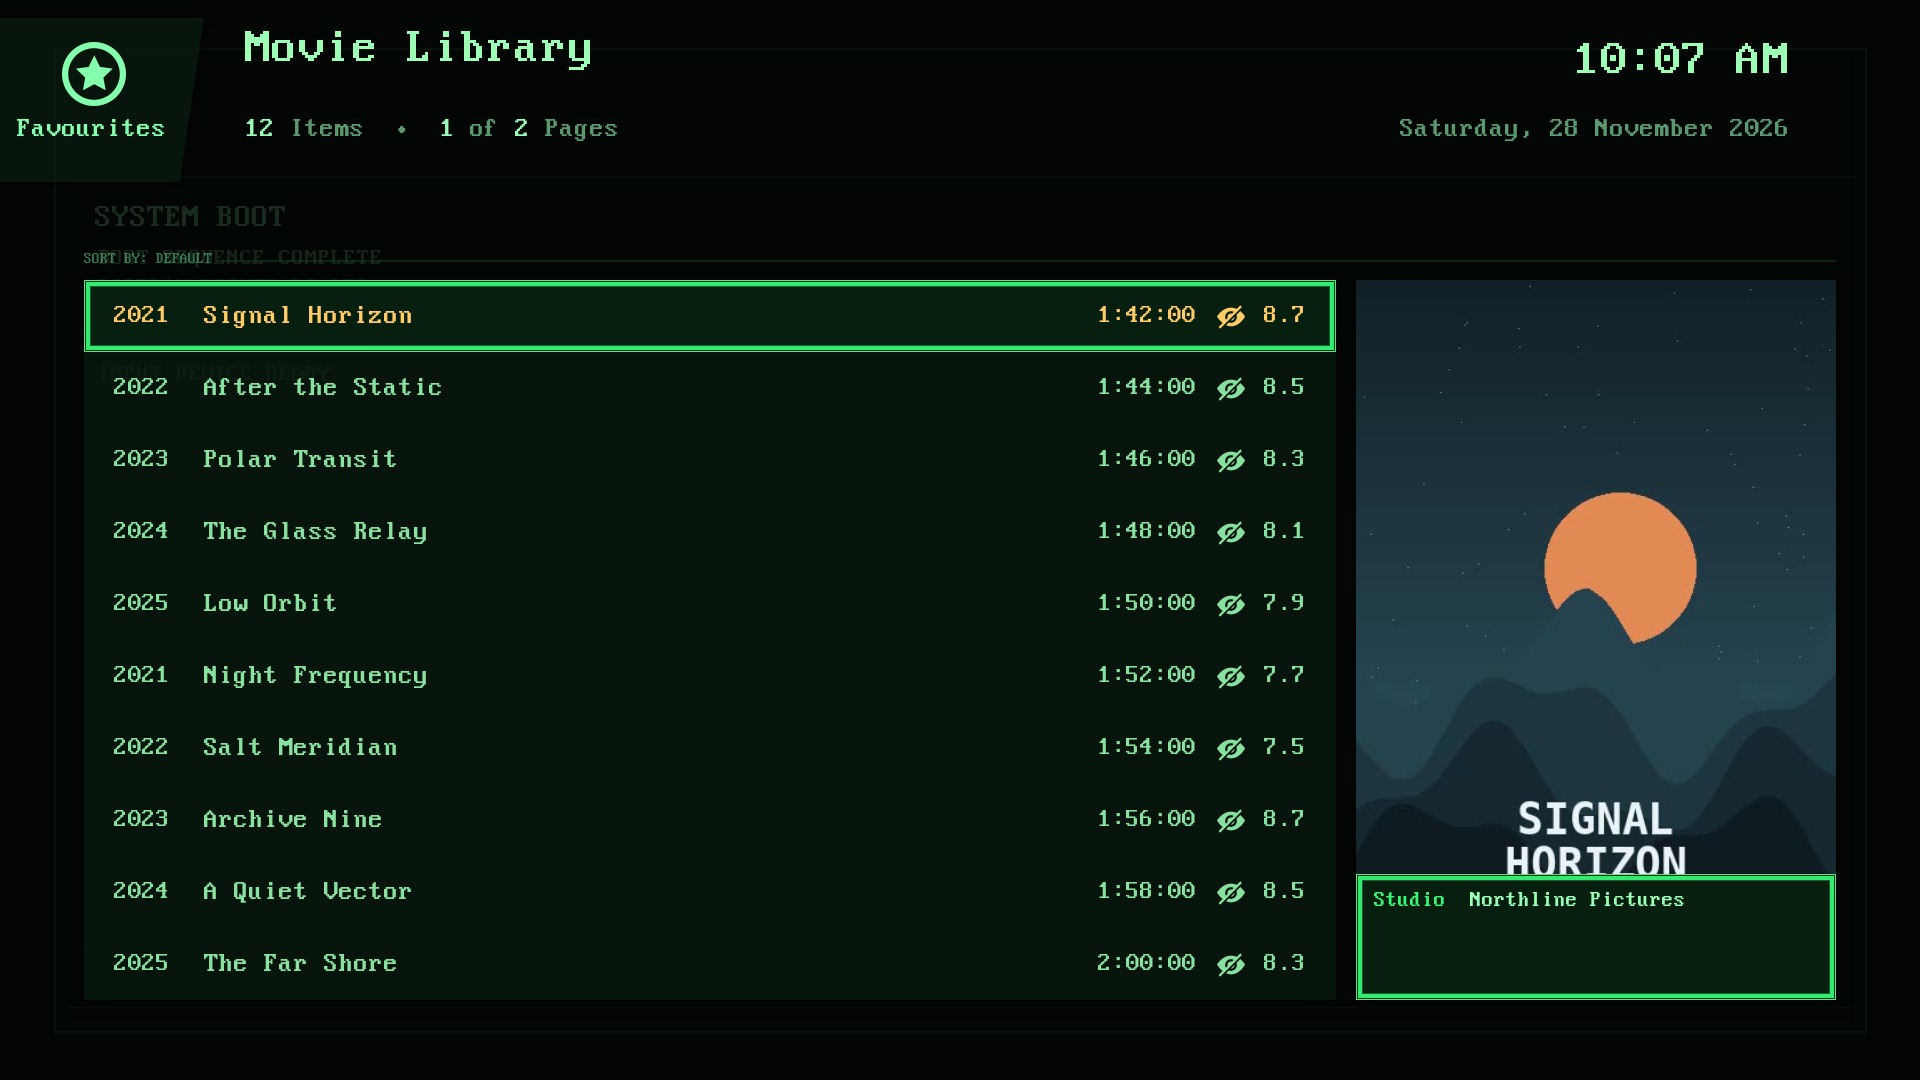 Favourites
Movie Library
12 Items • 1 of 2 Pages
10:07 AM
Saturday, 28 November 2026
SYSTEM BOOT
SORT BY: DEFAULT
COMPLETE
2021 Signal Horizon 1:42:00 8.7
INPUT DEVICE READY
2022 After the Static 1:44:00 8.5
2023 Polar Transit 1:46:00 8.3
2024 The Glass Relay 1:48:00 8.1
2025 Low Orbit 1:50:00 7.9
2021 Night Frequency 1:52:00 7.7
2022 Salt Meridian 1:54:00 7.5
2023 Archive Nine 1:56:00 8.7
2024 A Quiet Vector 1:58:00 8.5
2025 The Far Shore 2:00:00 8.3
SIGNAL
HORIZON
Studio Northline Pictures